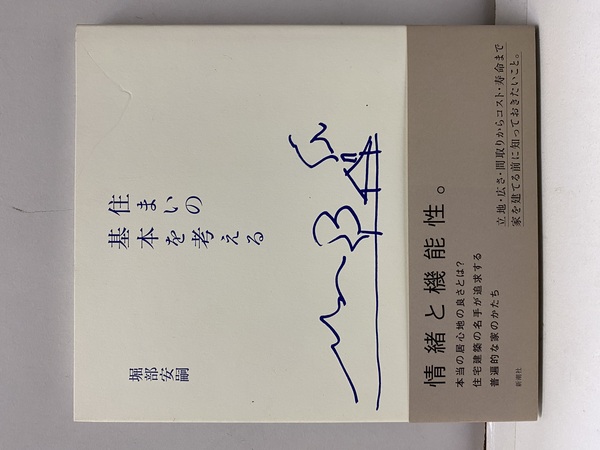 住まいの
基本を考える
堀部安嗣
立地・広さ・間取りからコスト・寿命まで
家を建てる前に知っておきたいこと。
情緒と機能性。
本当の居心地の良さとは?
住宅建築の名手が追求する
普遍的な家のかたち
新潮社